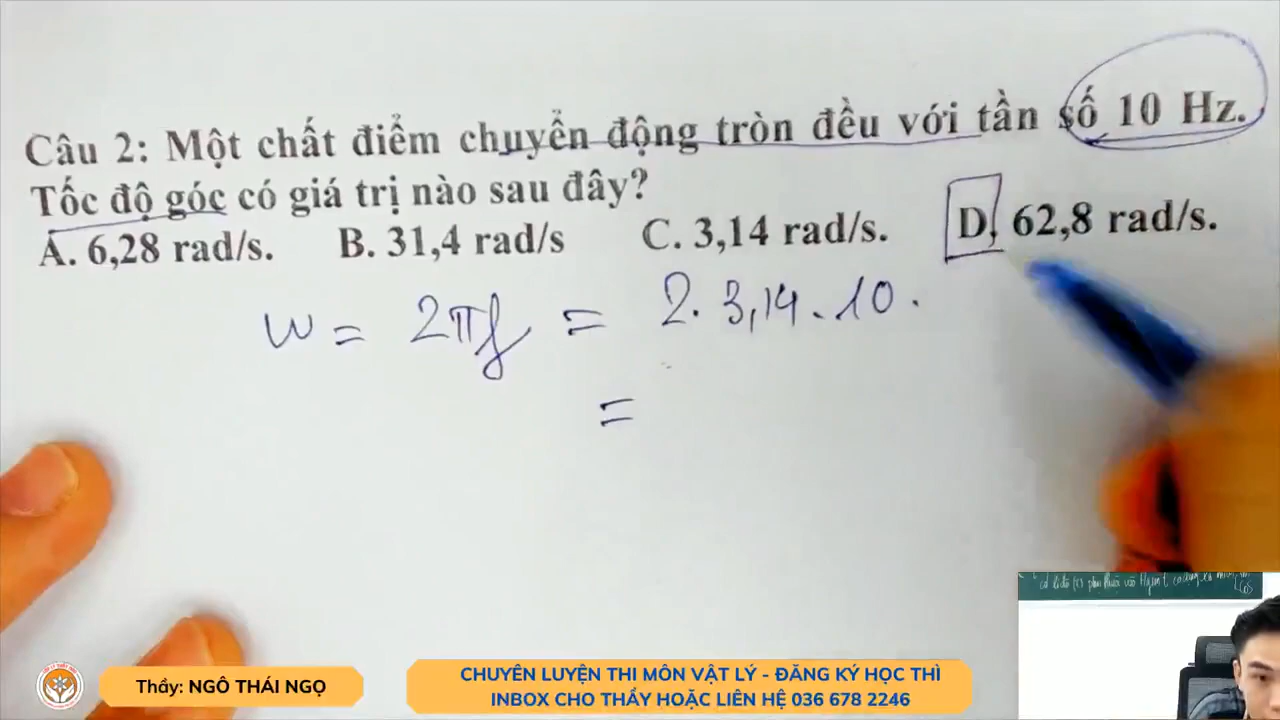 Câu 2: Một chất điểm chuyển động tròn đều với tần số 10 Hz.
Tốc độ góc có giá trị nào sau đây?
A. 6,28 rad/s. B. 31,4 rad/s C. 3,14 rad/s. D. 62,8 rad/s.
ω = 2πf = 2. 3,14. 10.
=
Thầy: NGÔ THÁI NGỌ
CHUYÊN LUYỆN THI MÔN VẬT LÝ - ĐĂNG KÝ HỌC THÌ
INBOX CHO THẦY HOẶC LIÊN HỆ 036 678 2246